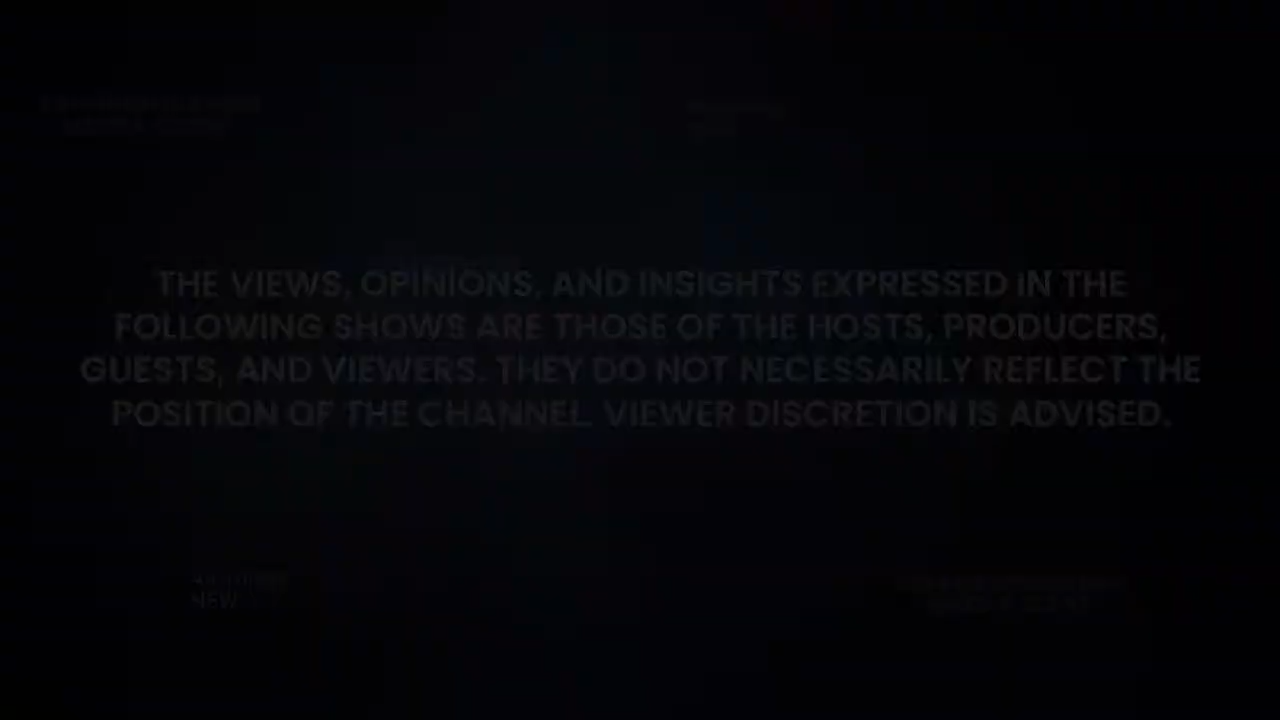 THE VIEWS, OPINIONS, AND INSIGHTS EXPRESSED IN THE
FOLLOWING SHOWS ARE THOSE OF THE HOSTS, PRODUCERS,
GUESTS, AND VIEWERS. THEY DO NOT NECESSARILY REFLECT THE
POSITION OF THE CHANNEL. VIEWER DISCRETION IS ADVISED.
NEW